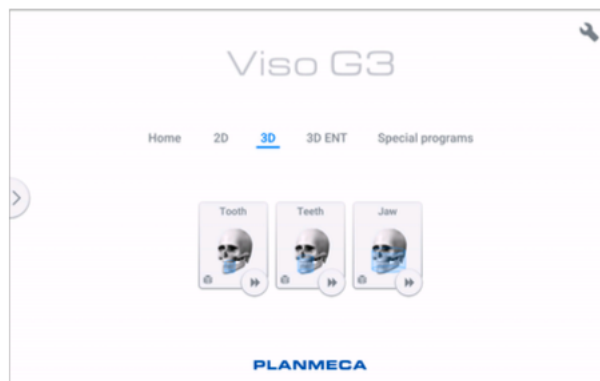 Viso G3
Home 2D 3D 3D ENT Special programs
Tooth Teeth Jaw
PLANMECA